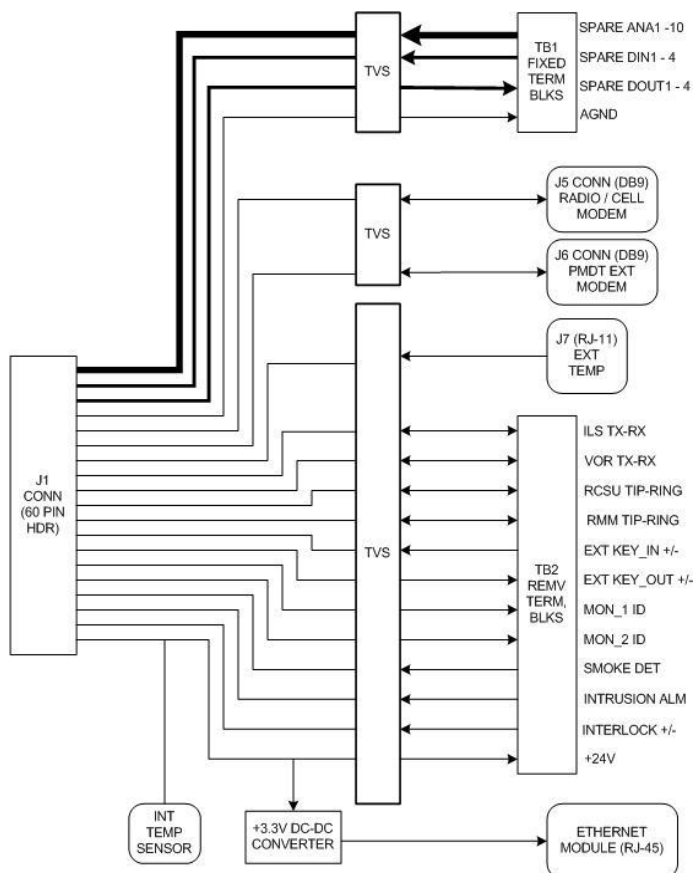 SPARE ANA1 -10
TB1
FIXED
TERM
BLKS
SPARE DIN1 - 4
TVS
SPARE DOUT1 - 4
AGND
J5 CONN (DB9)
RADIO / CELL
MODEM
TVS
J6 CONN (DB9)
PMDT EXT
MODEM
J7 (RJ-11)
EXT
TEMP
J1
CONN
(60 PIN
HDR)
TVS
TB2
REMV
TERM,
BLKS
ILS TX-RX
VOR TX-RX
RCSU TIP-RING
RMM TIP-RING
EXT KEY_IN +/-
EXT KEY_OUT +/-
MON_1 ID
MON_2 ID
SMOKE DET
INTRUSION ALM
INTERLOCK +/-
+24V
INT
TEMP
SENSOR
+3.3V DC-DC
CONVERTER
ETHERNET
MODULE (RJ-45)